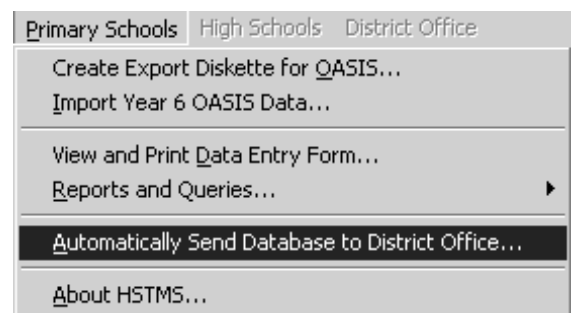 Primary Schools High Schools District Office
Create Export Diskette for OASIS...
Import Year 6 OASIS Data...
View and Print Data Entry Form...
Reports and Queries...
Automatically Send Database to District Office...
About HSTMS...